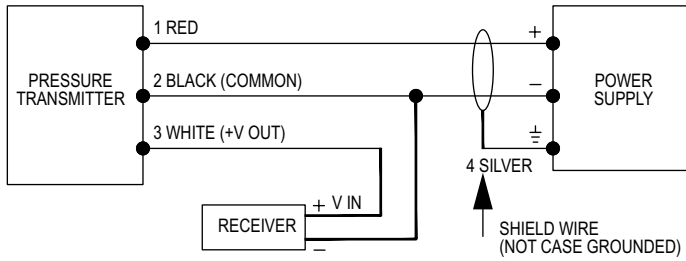 1 RED
+
PRESSURE
TRANSMITTER
2 BLACK (COMMON)
−
POWER
SUPPLY
3 WHITE (+V OUT)
4 SILVER
+ V IN
RECEIVER
−
SHIELD WIRE
(NOT CASE GROUNDED)